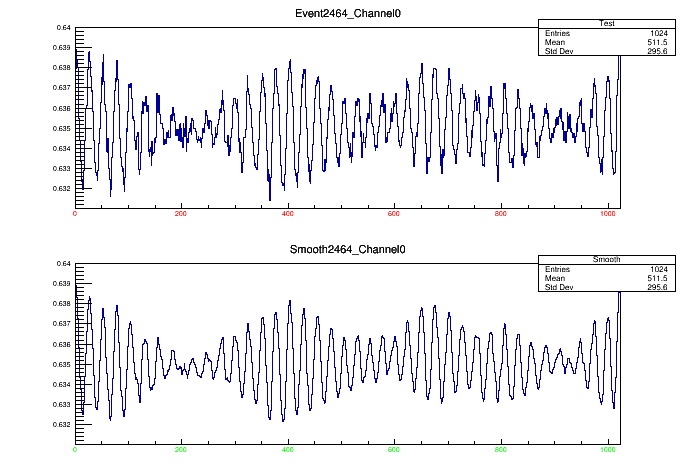 Event2464_Channel0
Test
Entries 1024
Mean 511.5
Std Dev 295.6
0.64
0.639
0.638
0.637
0.636
0.635
0.634
0.633
0.632
0 200 400 600 800 1000
Smooth2464_Channel0
Smooth
Entries 1024
Mean 511.5
Std Dev 295.6
0.64
0.639
0.638
0.637
0.636
0.635
0.634
0.633
0.632
0 200 400 600 800 1000